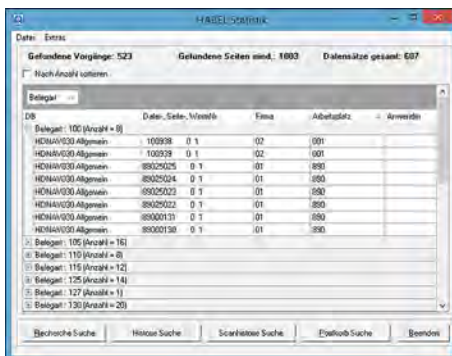 HABEL Statistik
Datei Extras
Gefundene Vorgänge: 523 Gefundene Seiten mind.: 1003 Datensätze gesamt: 607
Nach Anzahl sortieren
Belegart
DB Datei-, Seite-, Firma Arbeitsplatz Anwender
Belegart : 100 (Anzahl = 8)
HDNAV030 Allgemein 100938 0 1 02 001
HDNAV030 Allgemein 100939 0 1 02 001
HDNAV030 Allgemein 89025025 0 1 01 890
HDNAV030 Allgemein 89025024 0 1 01 890
HDNAV030 Allgemein 89025023 0 1 01 890
HDNAV030 Allgemein 89025022 0 1 01 890
HDNAV030 Allgemein 89000131 0 1 01 890
HDNAV030 Allgemein 89000130 0 1 01 890
Belegart : 105 (Anzahl = 16)
Belegart : 110 (Anzahl = 8)
Belegart : 115 (Anzahl = 12)
Belegart : 125 (Anzahl = 14)
Belegart : 127 (Anzahl = 1)
Belegart : 130 (Anzahl = 20)
Recherche Suche Historie Suche Scanhistorie Suche Postkorb Suche Beenden